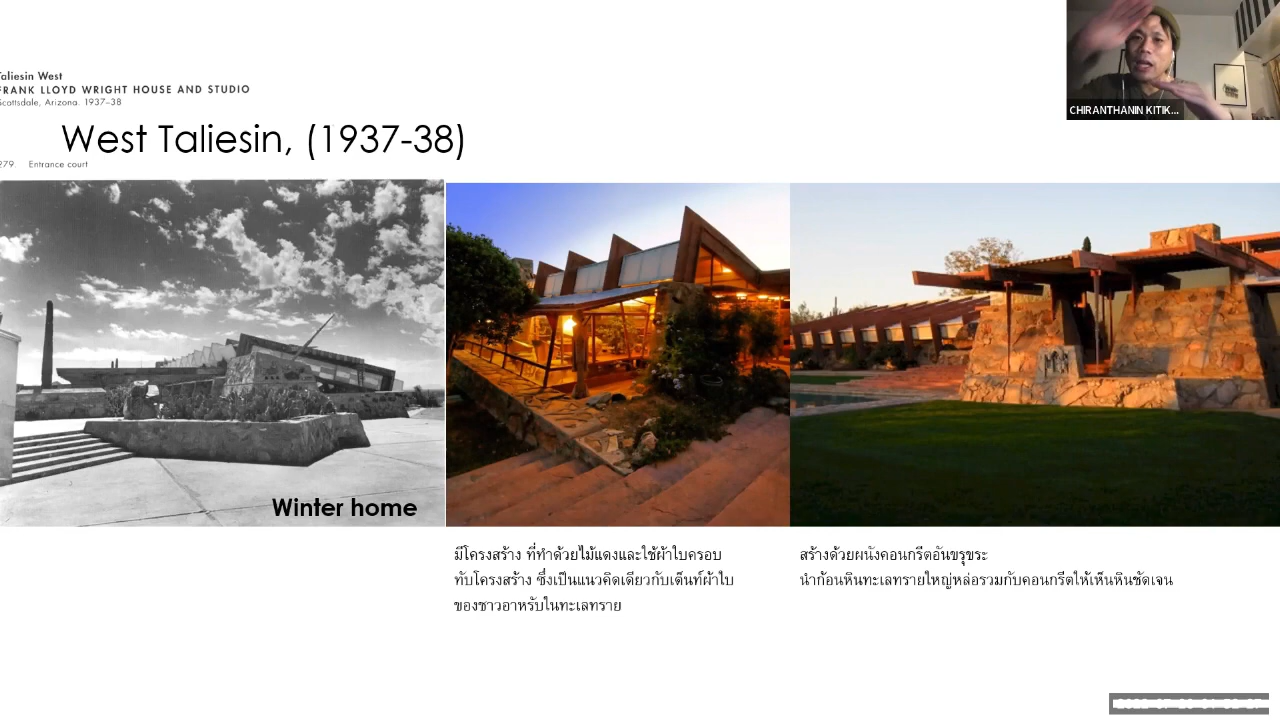 Taliesin West
FRANK LLOYD WRIGHT HOUSE AND STUDIO
Scottsdale, Arizona. 1937–38
West Taliesin, (1937-38)
279. Entrance court
CHIRANTHANIN KITIK...
Winter home
มีโครงสร้าง ที่ทำด้วยไม้แดงและใช้ผ้าใบครอบ
ทับโครงสร้าง ซึ่งเป็นแนวคิดเดียวกับเต็นท์ผ้าใบ
ของชาวอาหรับในทะเลทราย
สร้างด้วยผนังคอนกรีตอันขรุขระ
นำก้อนหินทะเลทรายใหญ่หล่อรวมกับคอนกรีตให้เห็นหินชัดเจน